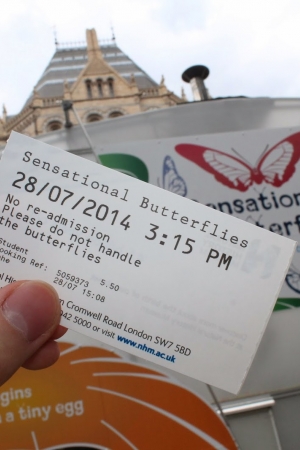 Sensational Butterflies
28/07/2014 3:15 PM
No re-admission
Please do not handle
the butterflies
Student 5.50
Booking Ref: 5059373
28/07 15:08
Cromwell Road London SW7 5BD
942 5000 or visit www.nhm.ac.uk
a tiny egg